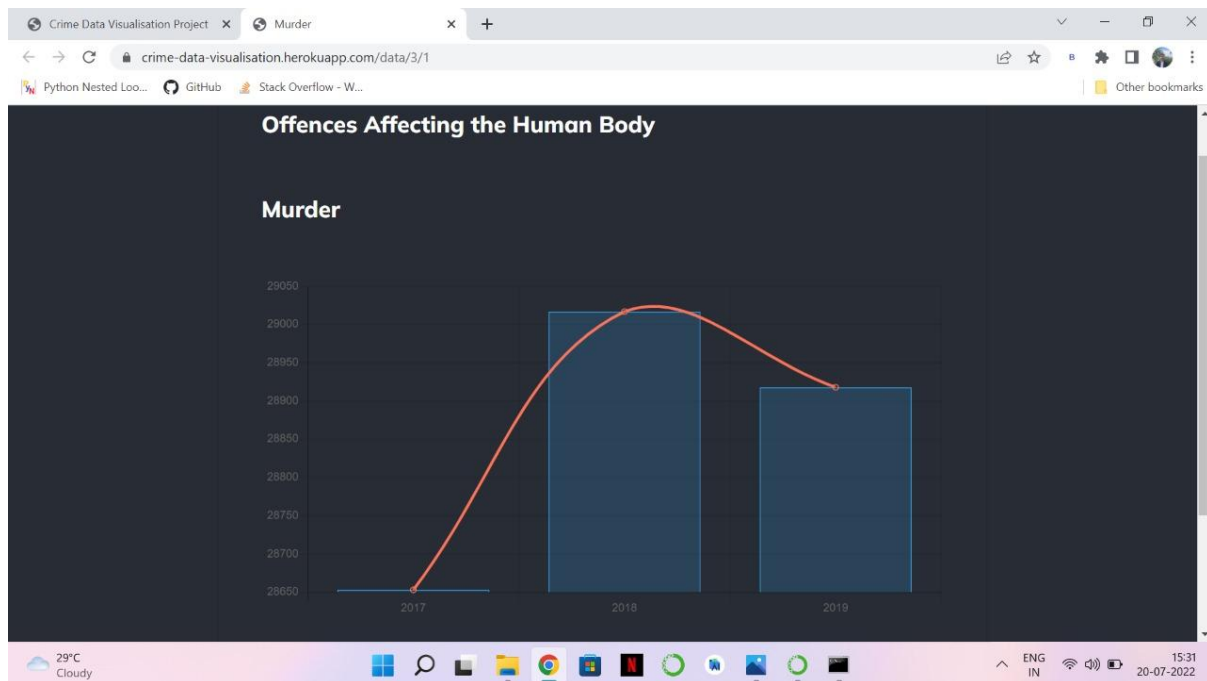 Crime Data Visualisation Project
Murder
crime-data-visualisation.herokuapp.com/data/3/1
B
Python Nested Loo...
GitHub
Stack Overflow - W...
Other bookmarks
Offences Affecting the Human Body
Murder
29050
29000
28950
28900
28850
28800
28750
28700
28650
2017
2018
2019
29°C
Cloudy
N
ENG
IN
15:31
20-07-2022